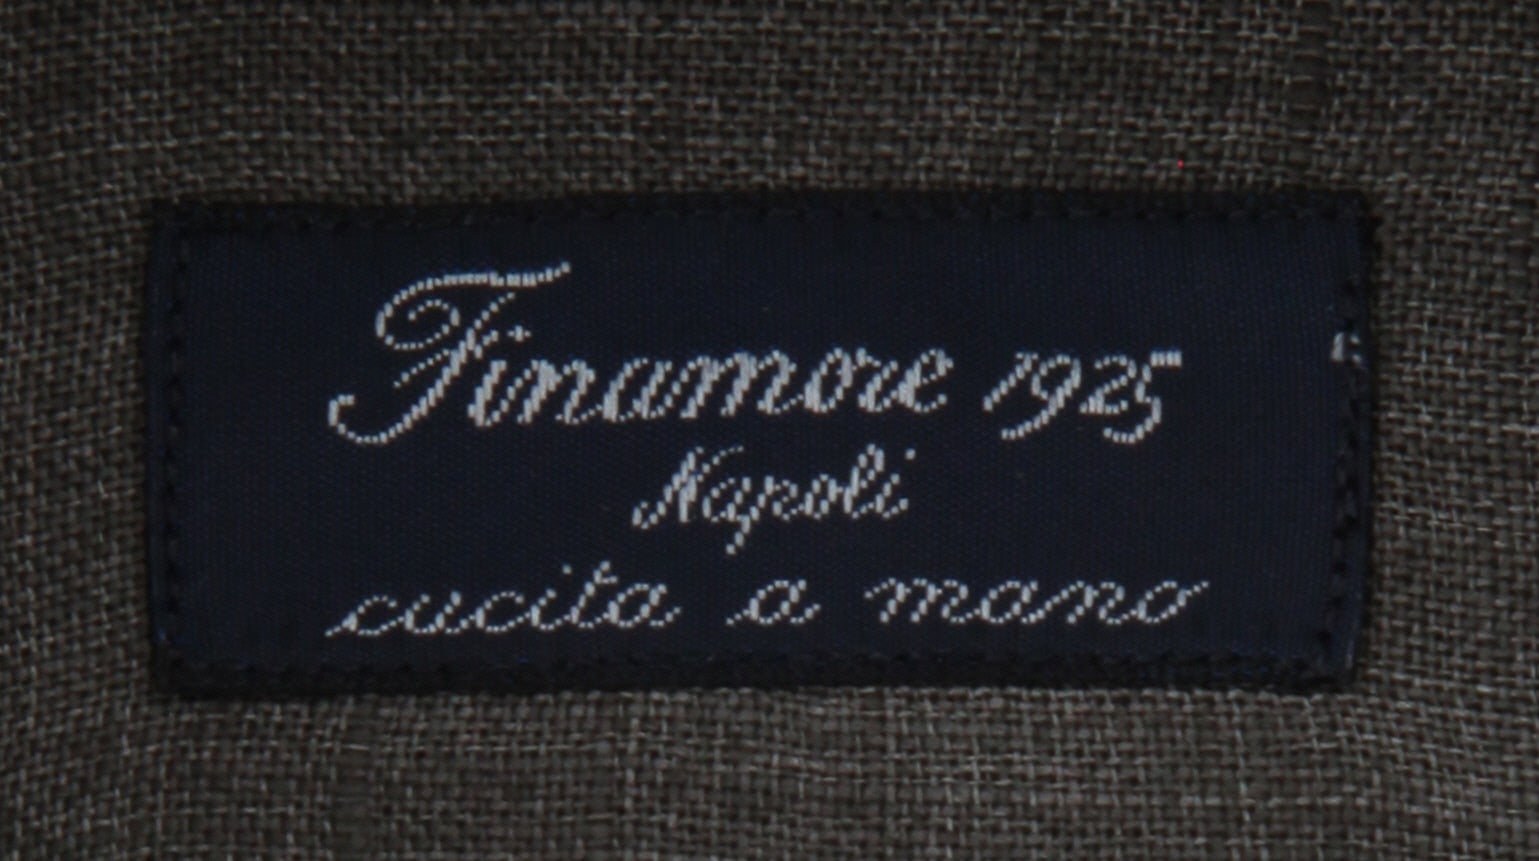 Finamore 1925
Napoli
cucita a mano